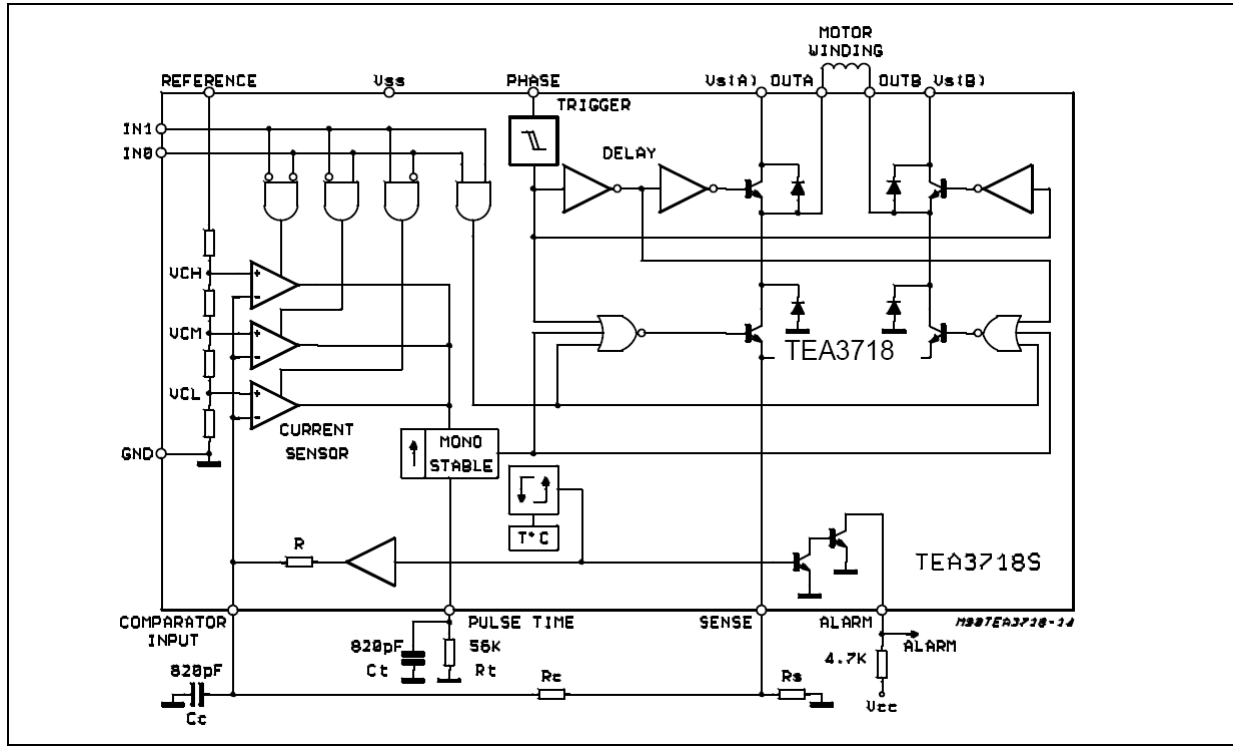 MOTOR
WINDING
REFERENCE
Vss
PHASE
Vs(A)
OUTA
OUTB
Vs(B)
TRIGGER
IN1
IN0
DELAY
VCH
VCM
TEA3718
VCL
CURRENT
SENSOR
MONO
STABLE
GND
T°C
R
TEA3718S
COMPARATOR
INPUT
PULSE TIME
SENSE
ALARM
M90TEA3718-14
ALARM
820pF
Ct
56K
Rt
4.7K
820pF
Cc
Rc
Rs
Vcc